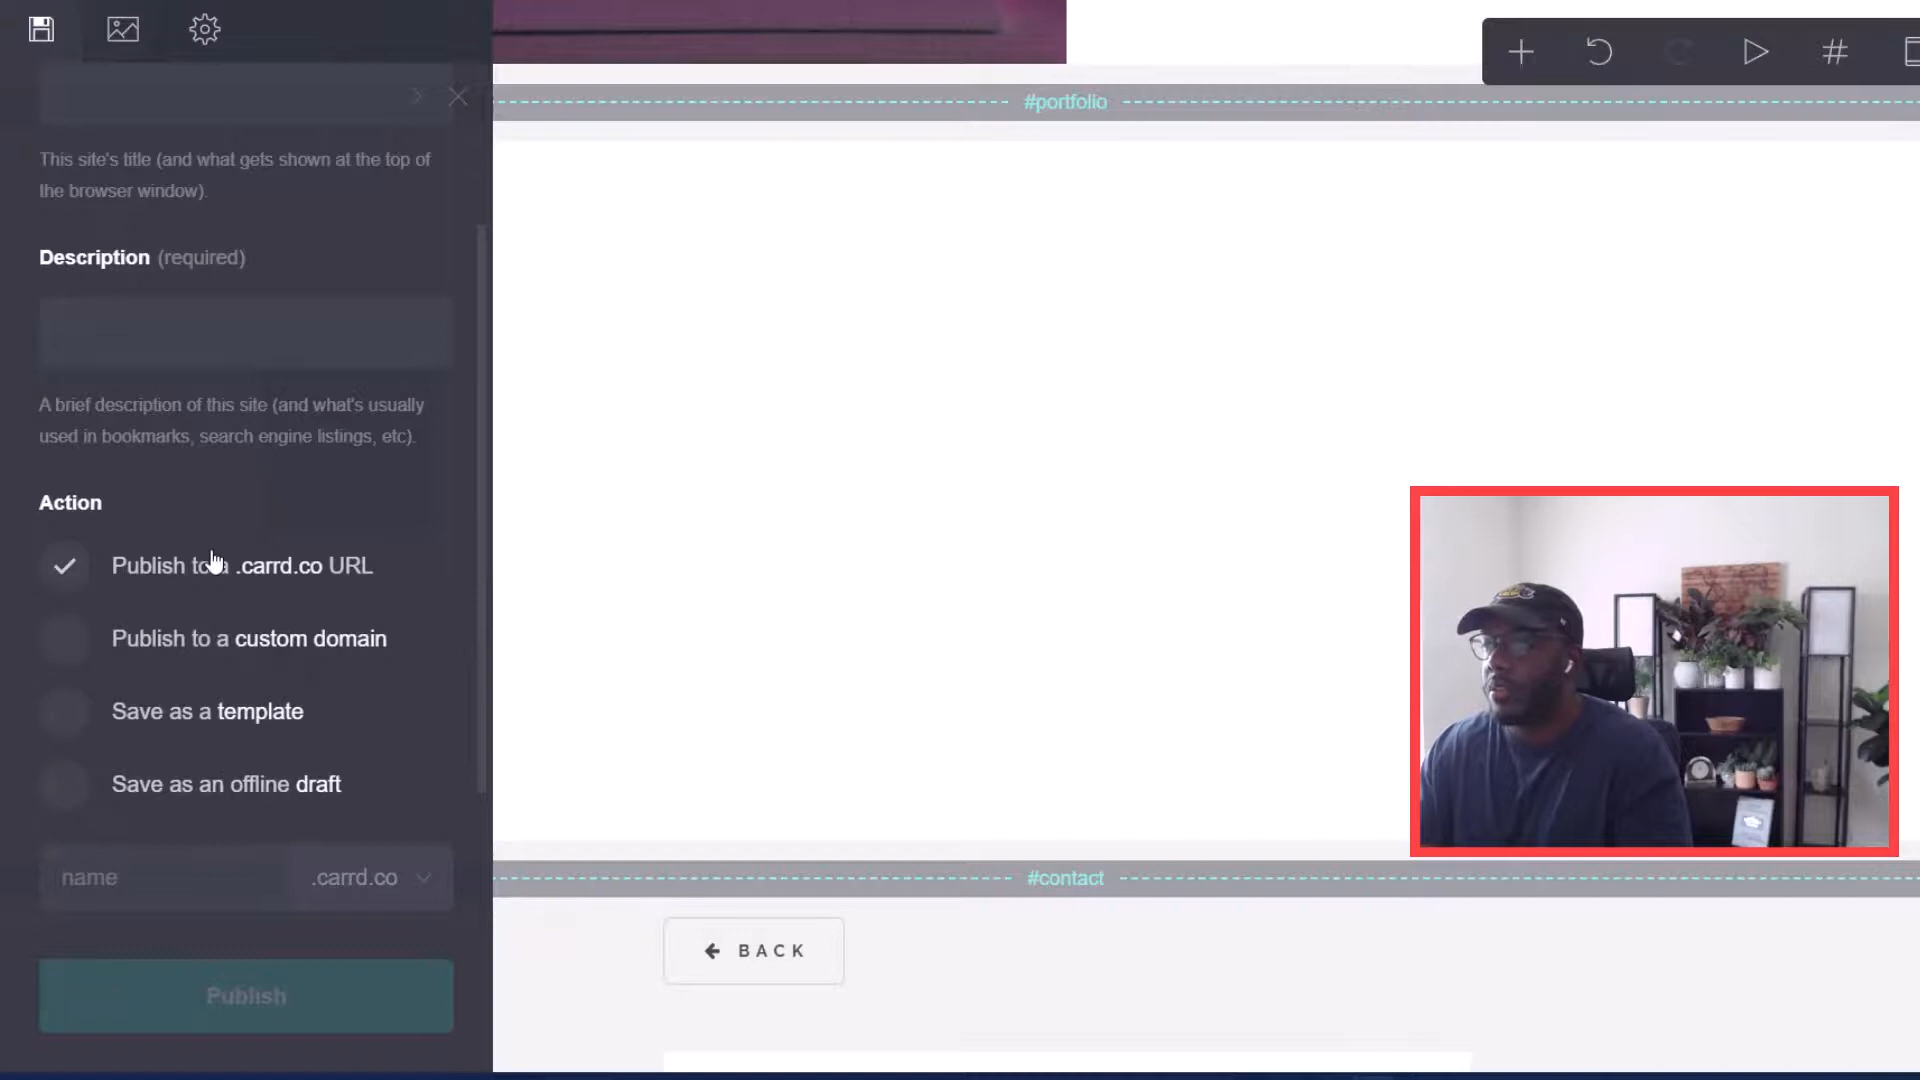 #portfolio
This site's title (and what gets shown at the top of
the browser window).
Description (required)
A brief description of this site (and what's usually
used in bookmarks, search engine listings, etc).
Action
Publish to a .carrd.co URL
Publish to a custom domain
Save as a template
Save as an offline draft
name .carrd.co
#contact
BACK
Publish